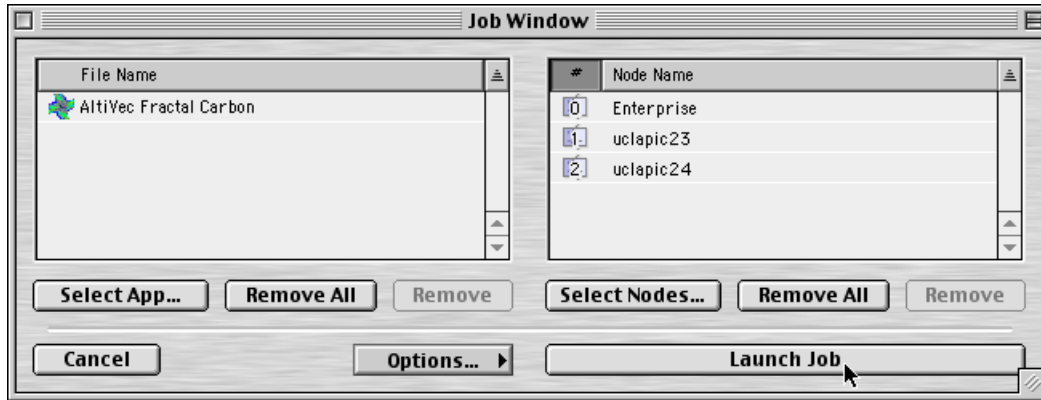 Job Window
File Name
AltiVec Fractal Carbon
# Node Name
0 Enterprise
1 uclapic23
2 uclapic24
Select App... Remove All Remove
Select Nodes... Remove All Remove
Cancel Options... Launch Job